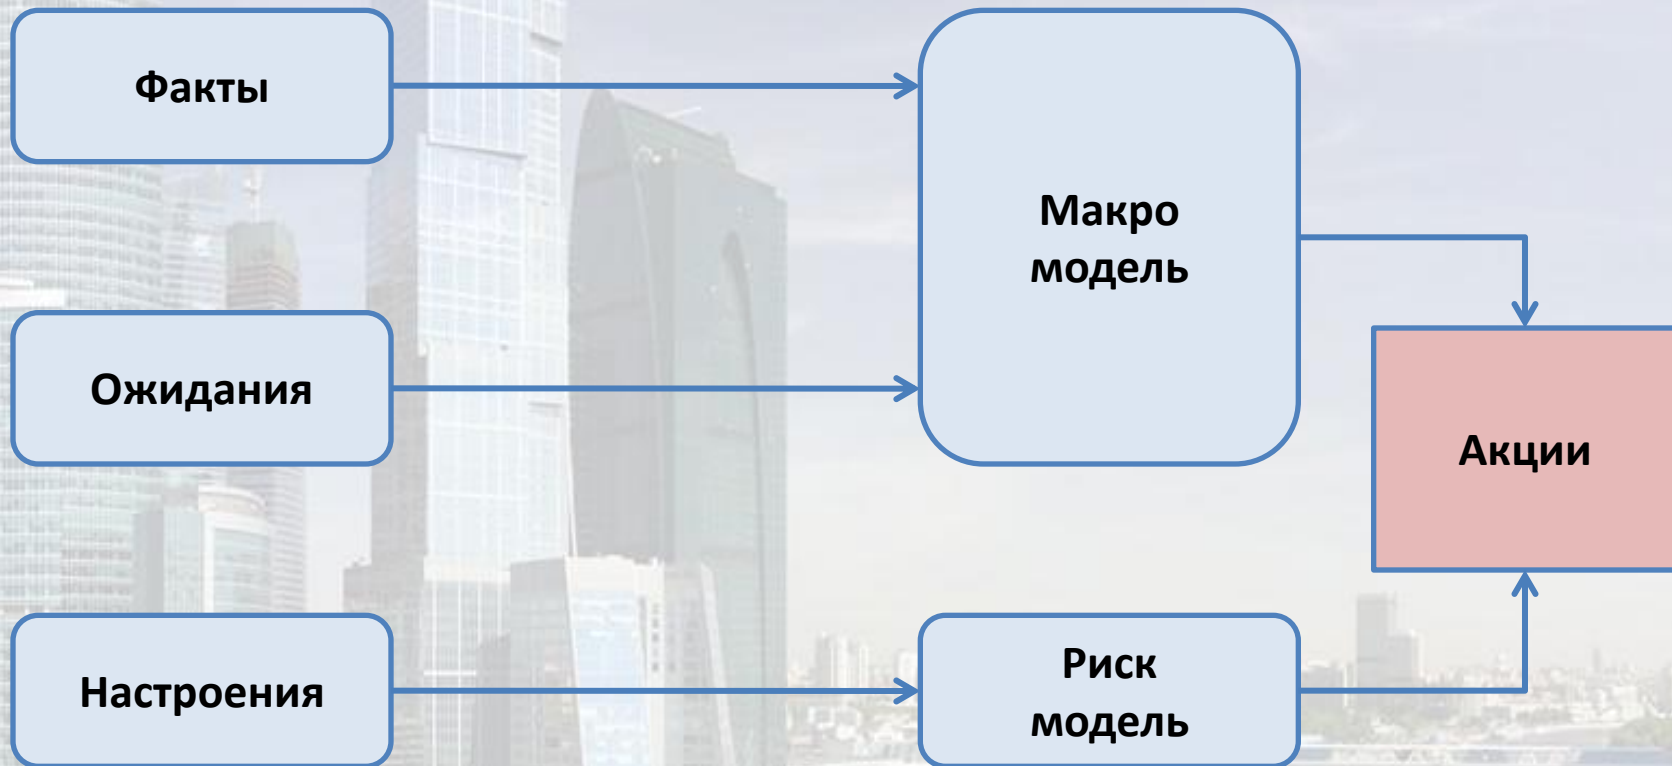 Факты
Макро
модель
Ожидания
Акции
Настроения
Риск
модель